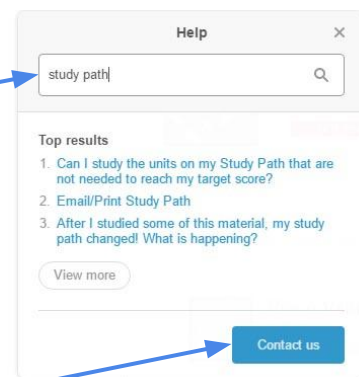 Help
study path
Top results
1. Can I study the units on my Study Path that are
not needed to reach my target score?
2. Email/Print Study Path
3. After I studied some of this material, my study
path changed! What is happening?
View more
Contact us